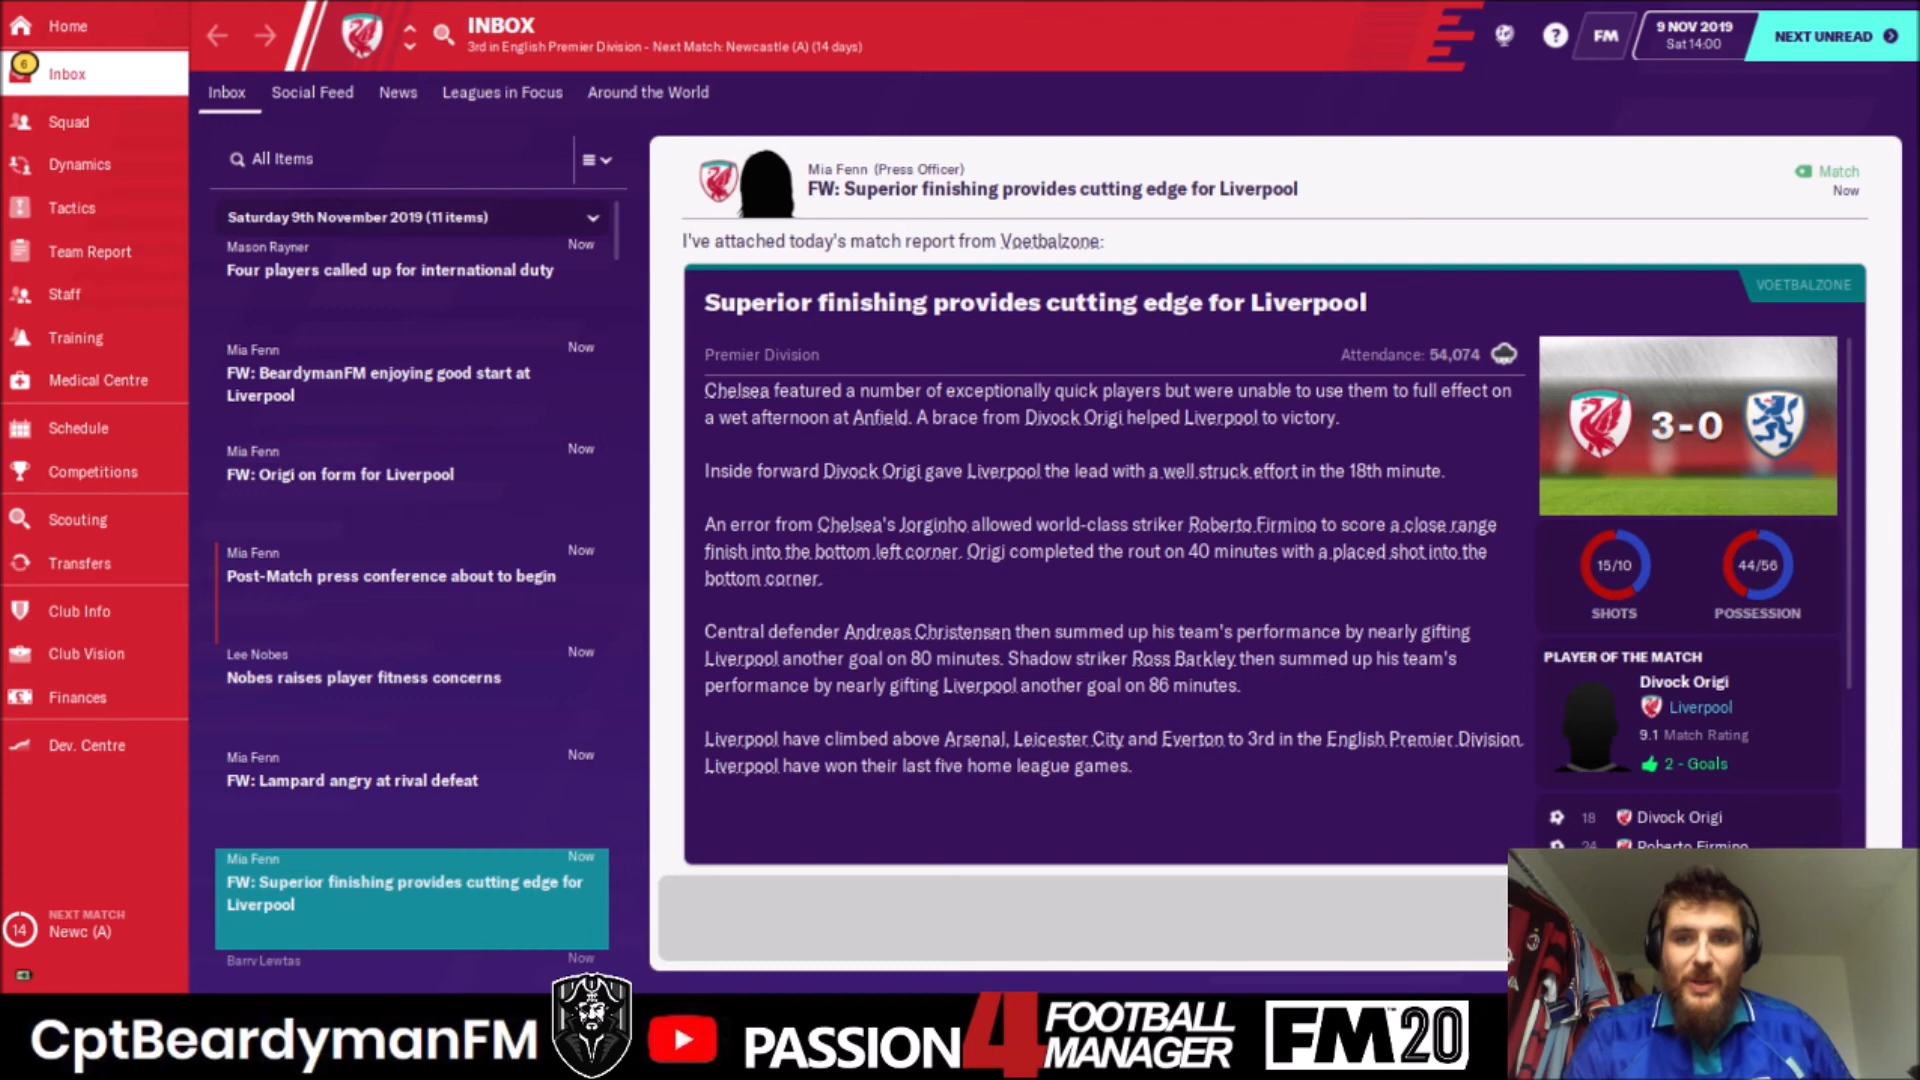 Home
6
Inbox
Squad
Dynamics
Tactics
Team Report
Staff
Training
Medical Centre
Schedule
Competitions
Scouting
Transfers
Club Info
Club Vision
Finances
Dev. Centre
14
NEXT MATCH
Newc (A)
INBOX
3rd in English Premier Division - Next Match: Newcastle (A) (14 days)
?
FM
9 NOV 2019
Sat 14:00
NEXT UNREAD
Inbox Social Feed News Leagues in Focus Around the World
All Items
Saturday 9th November 2019 (11 items)
Mason Rayner Now
Four players called up for international duty
Mia Fenn Now
FW: BeardymanFM enjoying good start at
Liverpool
Mia Fenn Now
FW: Origi on form for Liverpool
Mia Fenn Now
Post-Match press conference about to begin
Lee Nobes Now
Nobes raises player fitness concerns
Mia Fenn Now
FW: Lampard angry at rival defeat
Mia Fenn Now
FW: Superior finishing provides cutting edge for
Liverpool
Barry Lewtas Now
Mia Fenn (Press Officer)
FW: Superior finishing provides cutting edge for Liverpool
Match
Now
I've attached today's match report from Voetbalzone:
VOETBALZONE
Superior finishing provides cutting edge for Liverpool
Premier Division Attendance: 54,074
Chelsea featured a number of exceptionally quick players but were unable to use them to full effect on
a wet afternoon at Anfield. A brace from Divock Origi helped Liverpool to victory.
Inside forward Divock Origi gave Liverpool the lead with a well struck effort in the 18th minute.
An error from Chelsea's Jorginho allowed world-class striker Roberto Firmino to score a close range
finish into the bottom left corner. Origi completed the rout on 40 minutes with a placed shot into the
bottom corner.
Central defender Andreas Christensen then summed up his team's performance by nearly gifting
Liverpool another goal on 80 minutes. Shadow striker Ross Barkley then summed up his team's
performance by nearly gifting Liverpool another goal on 86 minutes.
Liverpool have climbed above Arsenal, Leicester City and Everton to 3rd in the English Premier Division.
Liverpool have won their last five home league games.
3-0
15/10
SHOTS
44/56
POSSESSION
PLAYER OF THE MATCH
Divock Origi
Liverpool
9.1 Match Rating
2 - Goals
18 Divock Origi
24 Roberto Firmino
CptBeardymanFM
PASSION4
FOOTBALL
MANAGER
FM20